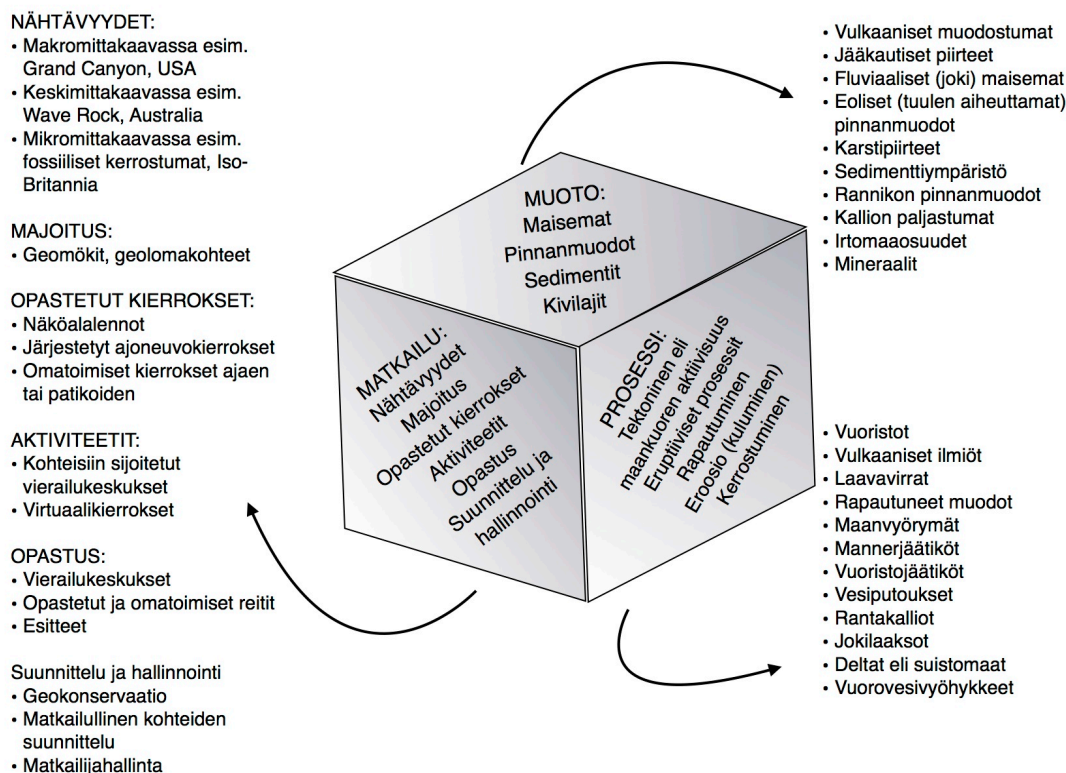 NÄHTÄVYYDET:
• Makromittakaavassa esim.
Grand Canyon, USA
• Keskimittakaavassa esim.
Wave Rock, Australia
• Mikromittakaavassa esim.
fossiiliset kerrostumat, Iso-
Britannia
MAJOITUS:
• Geomökit, geolomakohteet
OPASTETUT KIERROKSET:
• Näköalalennot
• Järjestetyt ajoneuvokierrokset
• Omatoimiset kierrokset ajaen
tai patikoiden
AKTIVITEETIT:
• Kohteisiin sijoitetut
vierailukeskukset
• Virtuaalikierrokset
OPASTUS:
• Vierailukeskukset
• Opastetut ja omatoimiset reitit
• Esitteet
Suunnittelu ja hallinnointi
• Geokonservaatio
• Matkailullinen kohteiden
suunnittelu
• Matkailijahallinta
MUOTO:
Maisemat
Pinnanmuodot
Sedimentit
Kivilajit
MATKAILU:
Nähtävyydet
Majoitus
Opastetut kierrokset
Aktiviteetit
Opastus
Suunnittelu ja
hallinnointi
PROSESSI:
Tektoninen eli
maankuoren aktiivisuus
Eruptiiviset prosessit
Rapautuminen
Eroosio (kuluminen)
Kerrostuminen
• Vulkaaniset muodostumat
• Jääkautiset piirteet
• Fluviaaliset (joki) maisemat
• Eoliset (tuulen aiheuttamat)
pinnanmuodot
• Karstipiirteet
• Sedimenttiympäristö
• Rannikon pinnanmuodot
• Kallion paljastumat
• Irtomaaosuudet
• Mineraalit
• Vuoristot
• Vulkaaniset ilmiöt
• Laavavirrat
• Rapautuneet muodot
• Maanvyörymät
• Mannerjäätiköt
• Vuoristojäätiköt
• Vesiputoukset
• Rantakalliot
• Jokilaaksot
• Deltat eli suistomaat
• Vuorovesivyöhykkeet